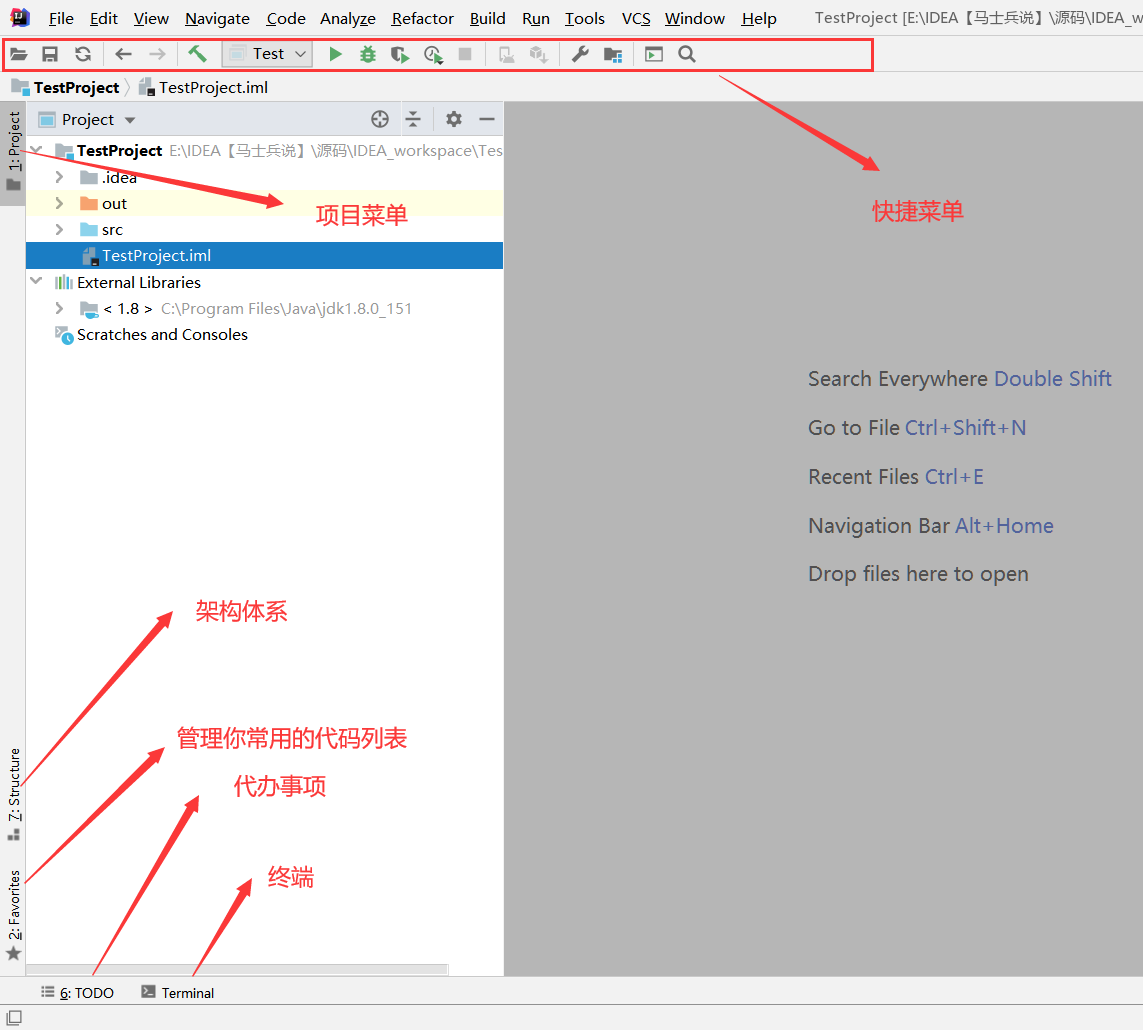 File Edit View Navigate Code Analyze Refactor Build Run Tools VCS Window Help TestProject [E:\IDEA【马士兵说】\源码\IDEA_w
Test
TestProject TestProject.iml
1: Project
Project
TestProject E:\IDEA【马士兵说】\源码\IDEA_workspace\Tes
.idea
out
src
TestProject.iml
External Libraries
< 1.8 > C:\Program Files\Java\jdk1.8.0_151
Scratches and Consoles
项目菜单
快捷菜单
Search Everywhere Double Shift
Go to File Ctrl+Shift+N
Recent Files Ctrl+E
Navigation Bar Alt+Home
Drop files here to open
架构体系
管理你常用的代码列表
代办事项
终端
7: Structure
2: Favorites
6: TODO Terminal